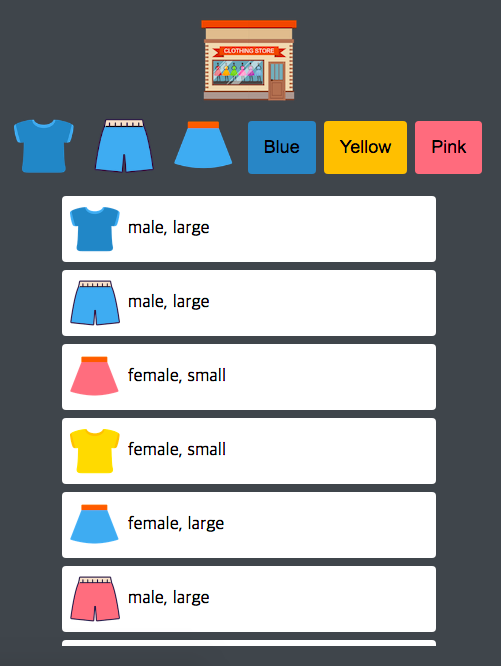 CLOTHING STORE
Blue
Yellow
Pink
male, large
male, large
female, small
female, small
female, large
male, large